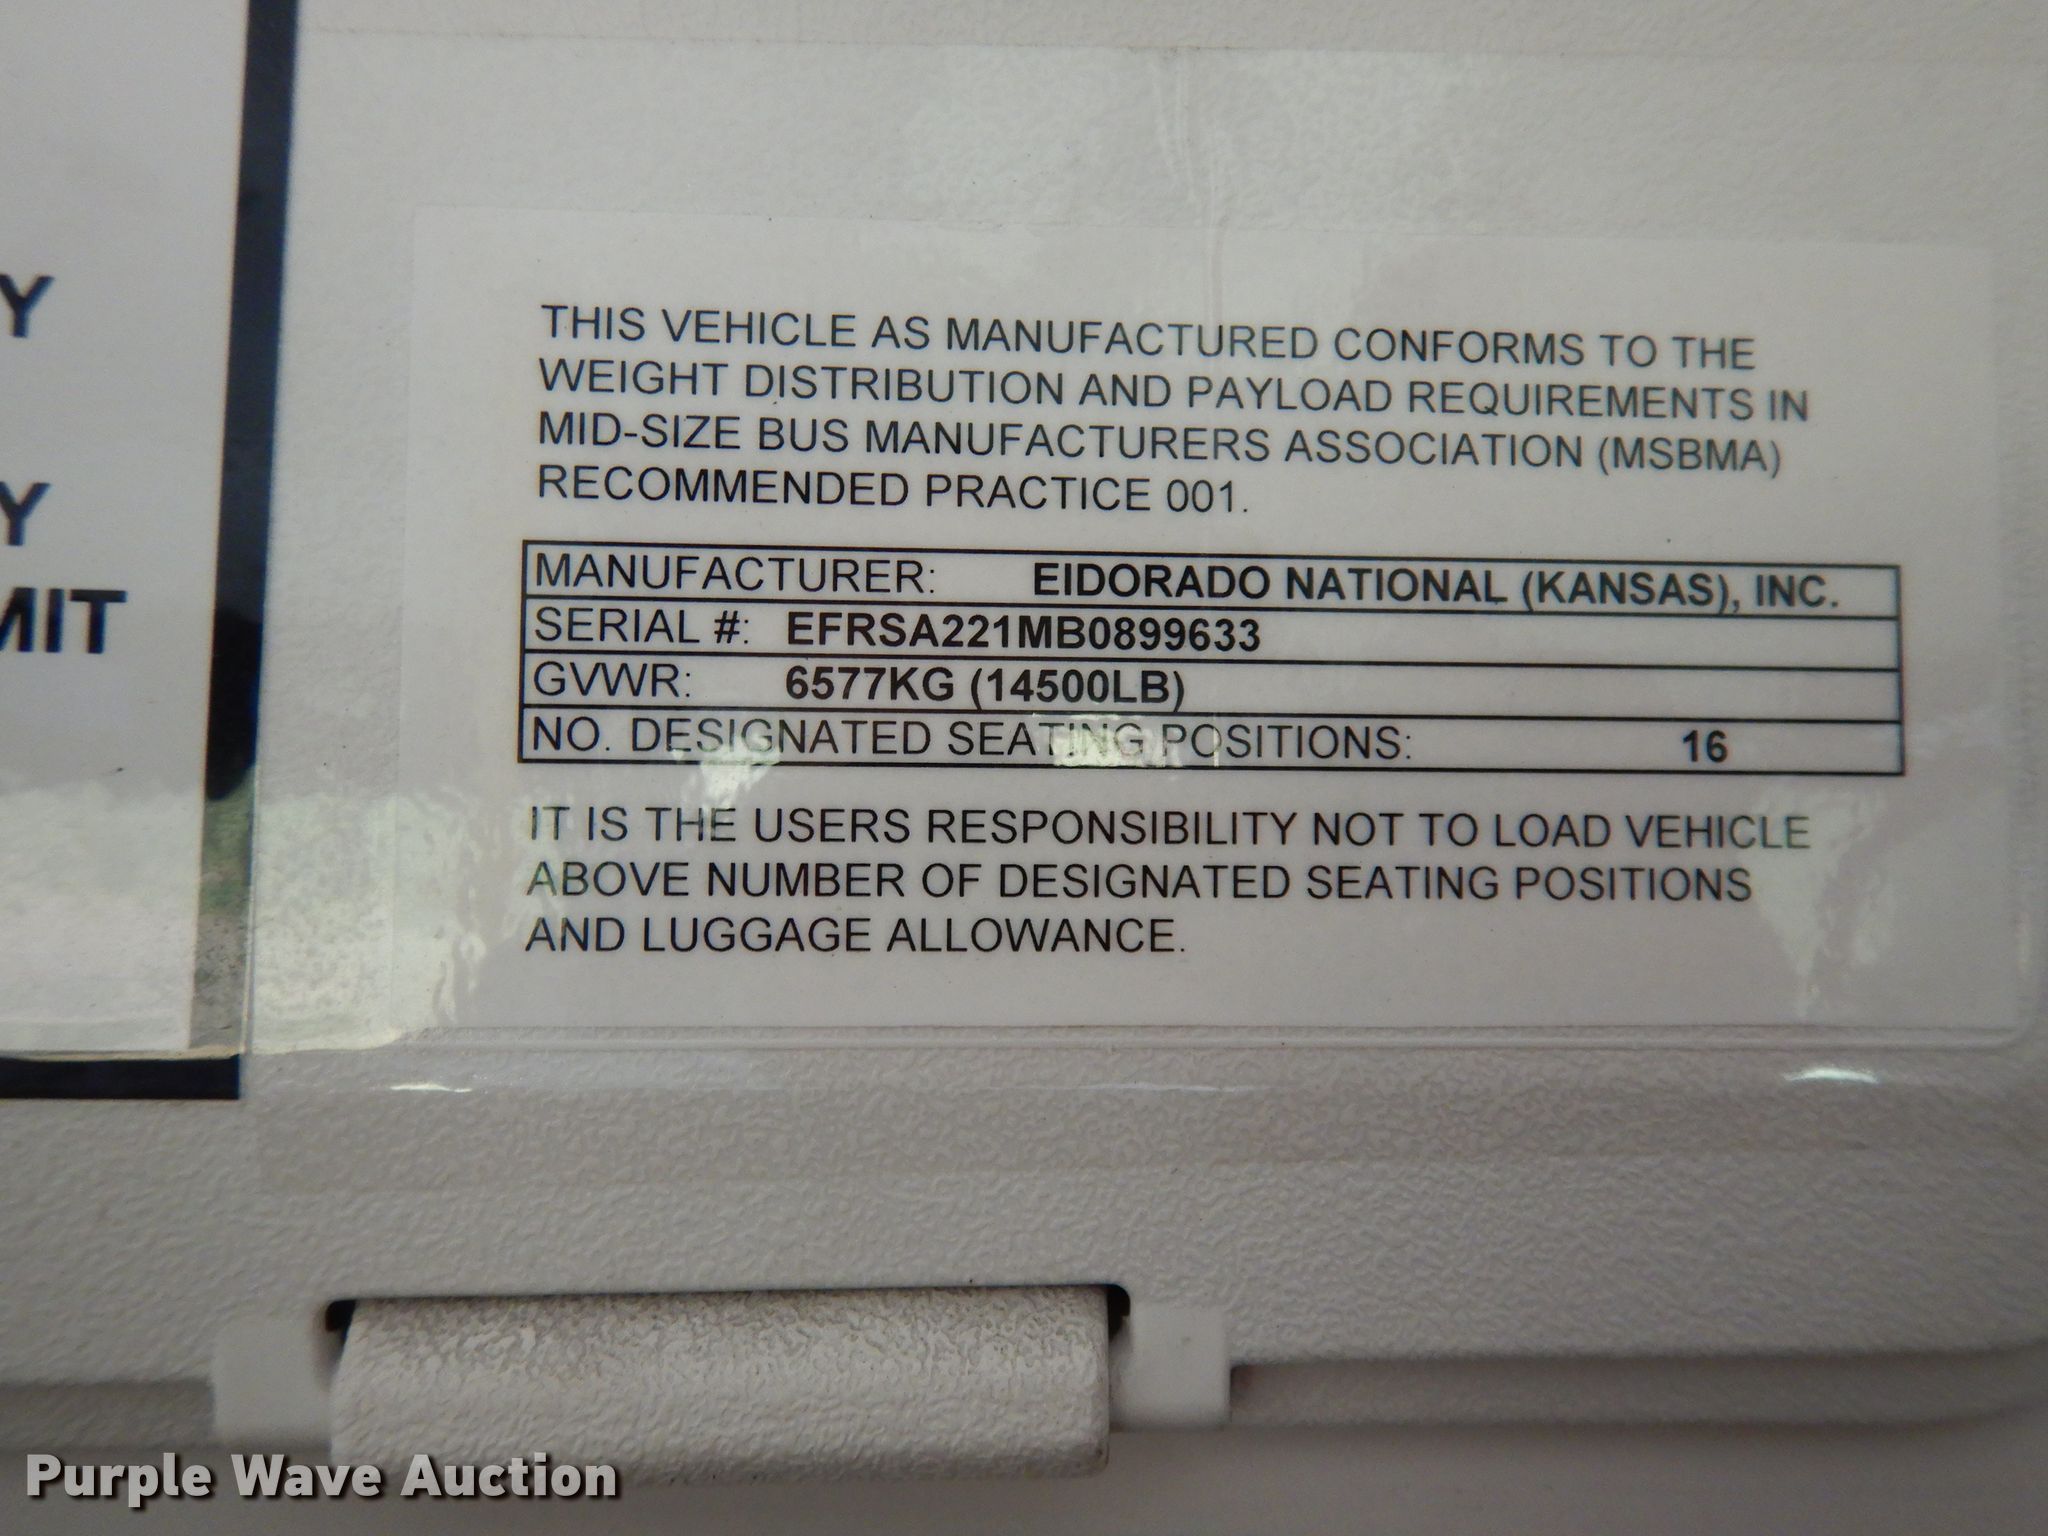 Y
Y
MIT
THIS VEHICLE AS MANUFACTURED CONFORMS TO THE
WEIGHT DISTRIBUTION AND PAYLOAD REQUIREMENTS IN
MID-SIZE BUS MANUFACTURERS ASSOCIATION (MSBMA)
RECOMMENDED PRACTICE 001.
MANUFACTURER: ElDORADO NATIONAL (KANSAS), INC.
SERIAL #: EFRSA221MB0899633
GVWR: 6577KG (14500LB)
NO. DESIGNATED SEATING POSITIONS: 16
IT IS THE USERS RESPONSIBILITY NOT TO LOAD VEHICLE
ABOVE NUMBER OF DESIGNATED SEATING POSITIONS
AND LUGGAGE ALLOWANCE.
Purple Wave Auction